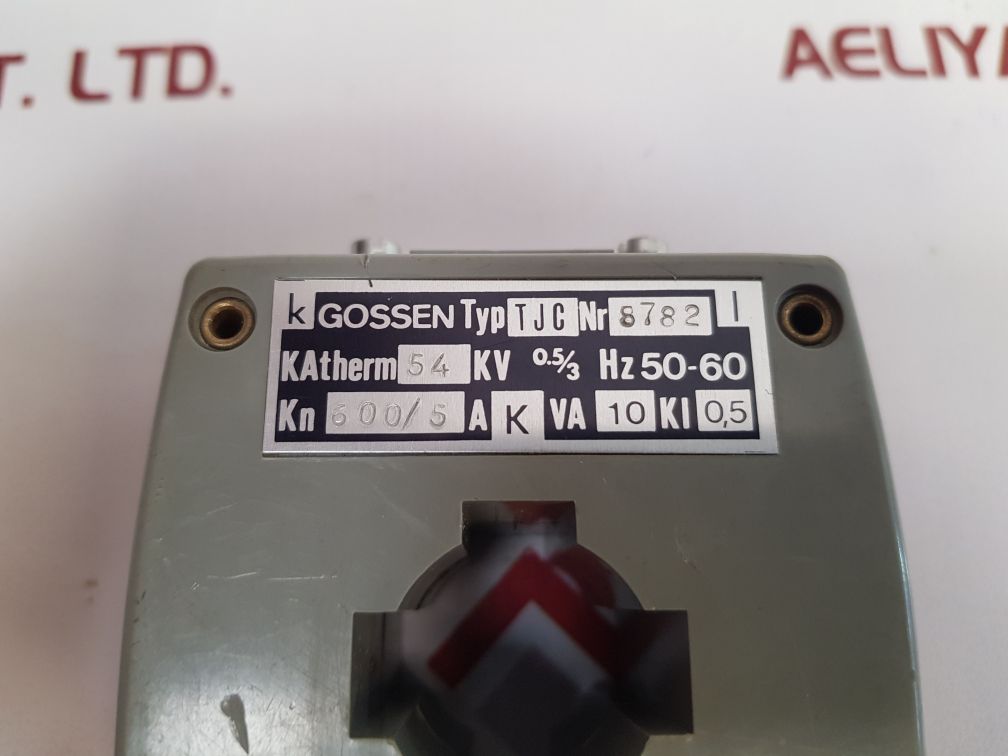 T. LTD. AELIYA
k GOSSEN Typ TJC Nr 8782 l
KAtherm 54 KV 0.5/3 Hz 50-60
Kn 600/5 A K VA 10 Kl 0,5